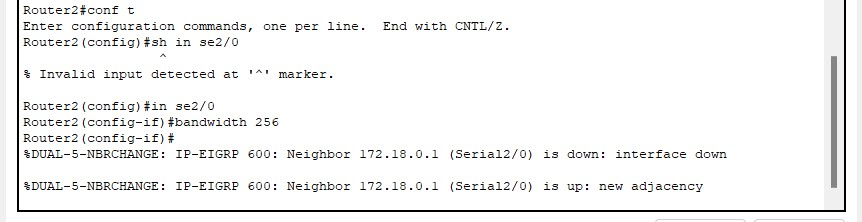 Router2#conf t
Enter configuration commands, one per line.  End with CNTL/Z.
Router2(config)#sh in se2/0
                 ^
% Invalid input detected at '^' marker.
Router2(config)#in se2/0
Router2(config-if)#bandwidth 256
Router2(config-if)#
%DUAL-5-NBRCHANGE: IP-EIGRP 600: Neighbor 172.18.0.1 (Serial2/0) is down: interface down
%DUAL-5-NBRCHANGE: IP-EIGRP 600: Neighbor 172.18.0.1 (Serial2/0) is up: new adjacency